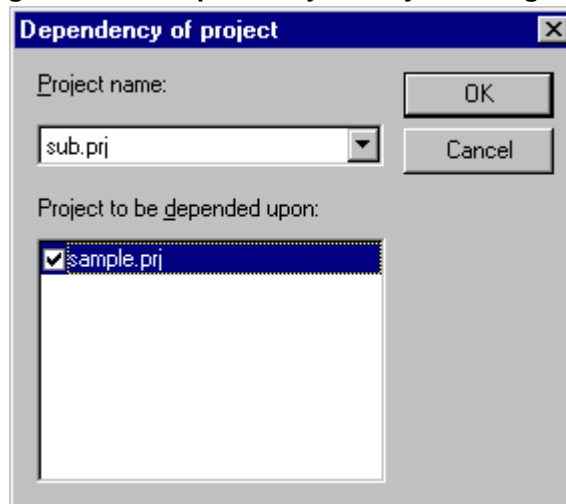 Dependency of project
Project name:
OK
sub.prj
Cancel
Project to be depended upon:
sample.prj